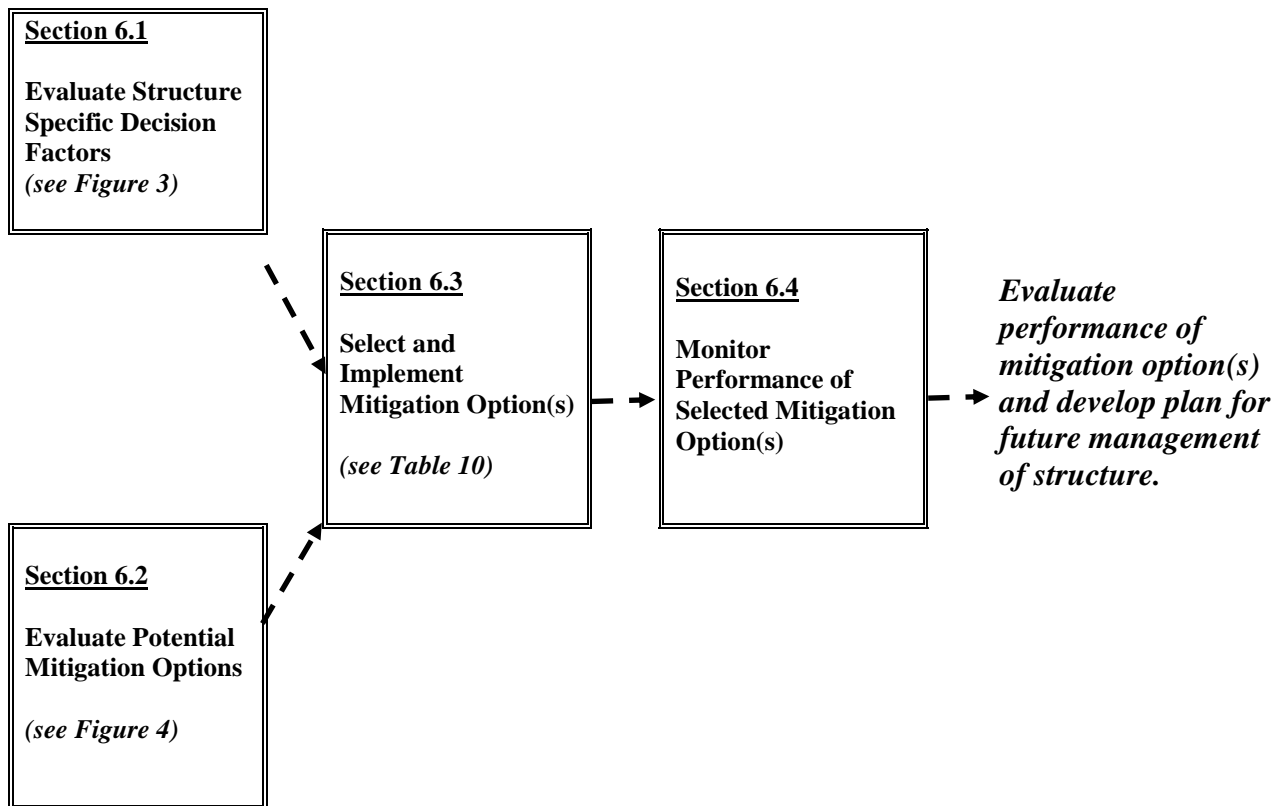 Section 6.1
Evaluate Structure
Specific Decision
Factors
(see Figure 3)
Section 6.3
Select and
Implement
Mitigation Option(s)
(see Table 10)
Section 6.4
Monitor
Performance of
Selected Mitigation
Option(s)
Evaluate
performance of
mitigation option(s)
and develop plan for
future management
of structure.
Section 6.2
Evaluate Potential
Mitigation Options
(see Figure 4)